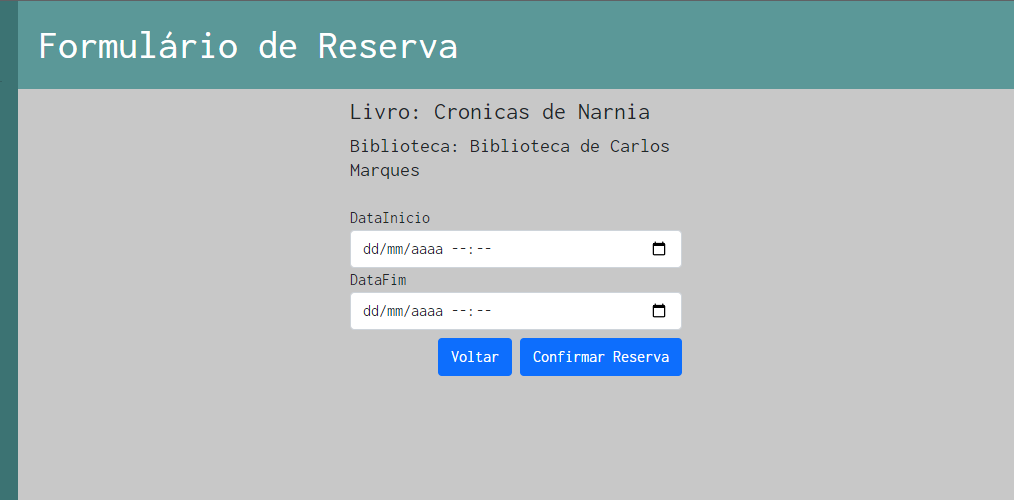 Formulário de Reserva
Livro: Cronicas de Narnia
Biblioteca: Biblioteca de Carlos
Marques
DataInicio
dd/mm/aaaa --:--
DataFim
dd/mm/aaaa --:--
Voltar Confirmar Reserva